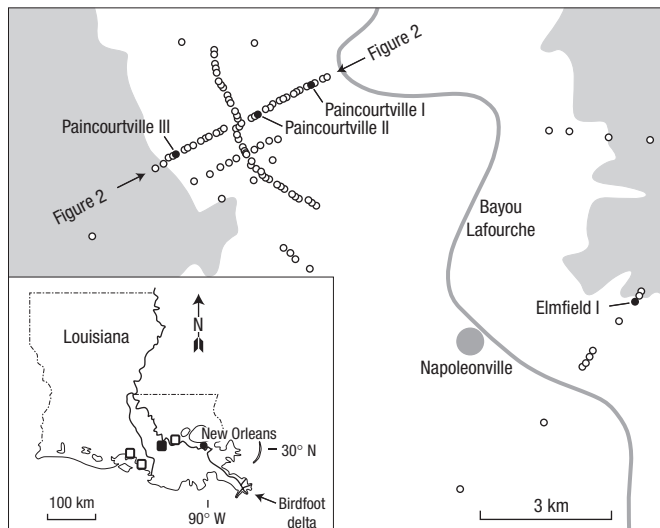 Figure 2
Paincourtville I
Paincourtville II
Paincourtville III
Figure 2
Bayou
Lafourche
Elmfield I
Napoleonville
3 km
N
Louisiana
New Orleans
30° N
100 km
90° W
Birdfoot
delta